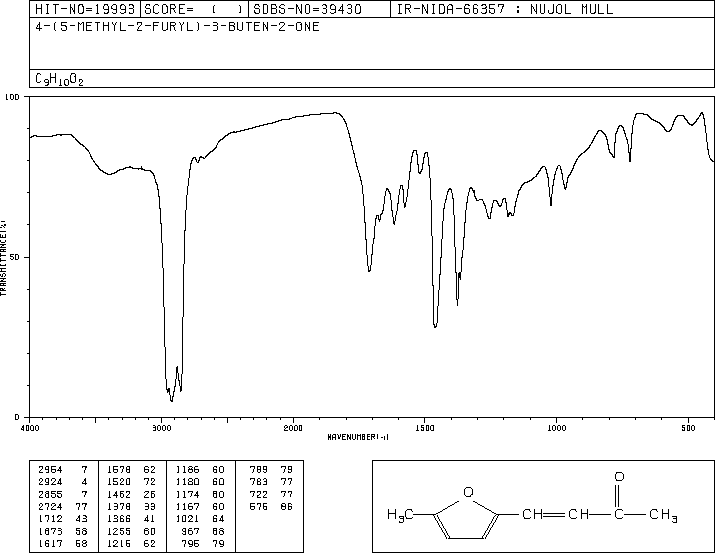 HIT-NO=19993 SCORE= ( ) SDBS-NO=39430 IR-NIDA-66357 : NUJOL MULL
4-(5-METHYL-2-FURYL)-3-BUTEN-2-ONE
C9H10O2
100
50
0
TRANSMITTANCE(%)
4000 3000 2000 1500 1000 500
WAVENUMBER(-1)
2954 7 1578 62 1186 60 789 79
2924 4 1520 72 1180 60 783 77
2855 7 1462 26 1174 60 722 77
2724 77 1378 33 1167 60 576 86
1712 43 1366 41 1021 64
1673 58 1255 60 967 68
1617 58 1215 62 795 79
O
O
H3C CH CH C CH3